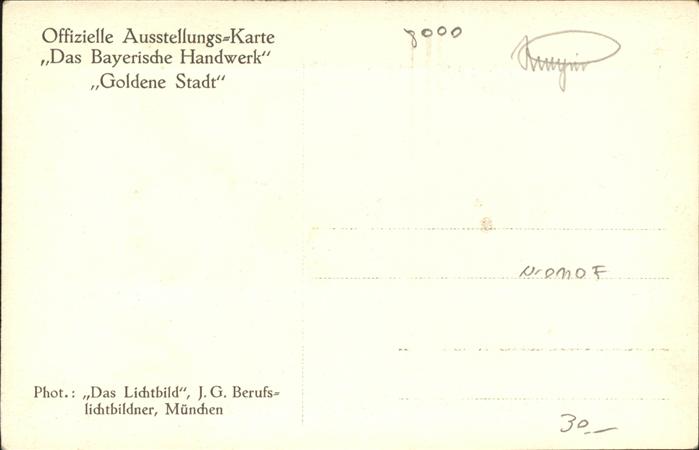 Offizielle Ausstellungs=Karte
„Das Bayerische Handwerk“
„Goldene Stadt“
8000
Phot.: „Das Lichtbild“, J. G. Berufs=
lichtbildner, München
30.—